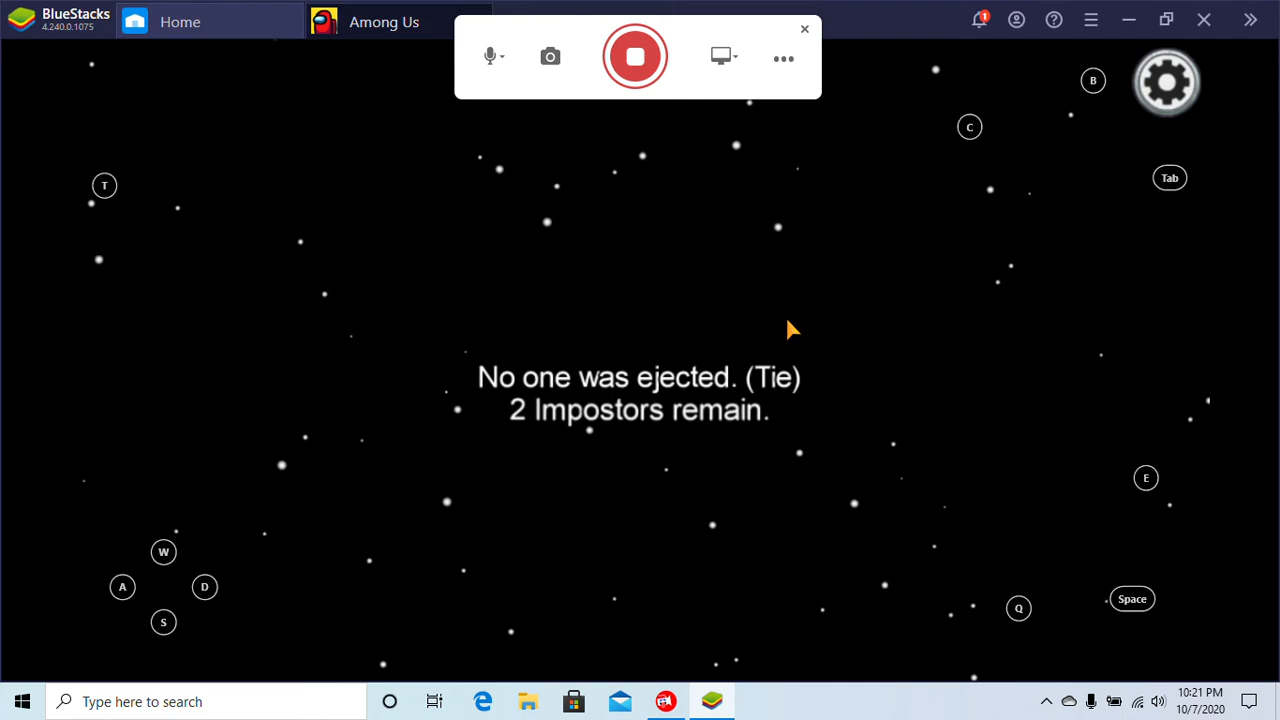 BlueStacks
4.240.0.1075
Home
Among Us
1
B
C
T
Tab
No one was ejected. (Tie)
2 Impostors remain.
E
W
A
D
S
Q
Space
Type here to search
10:21 PM
10/7/2020